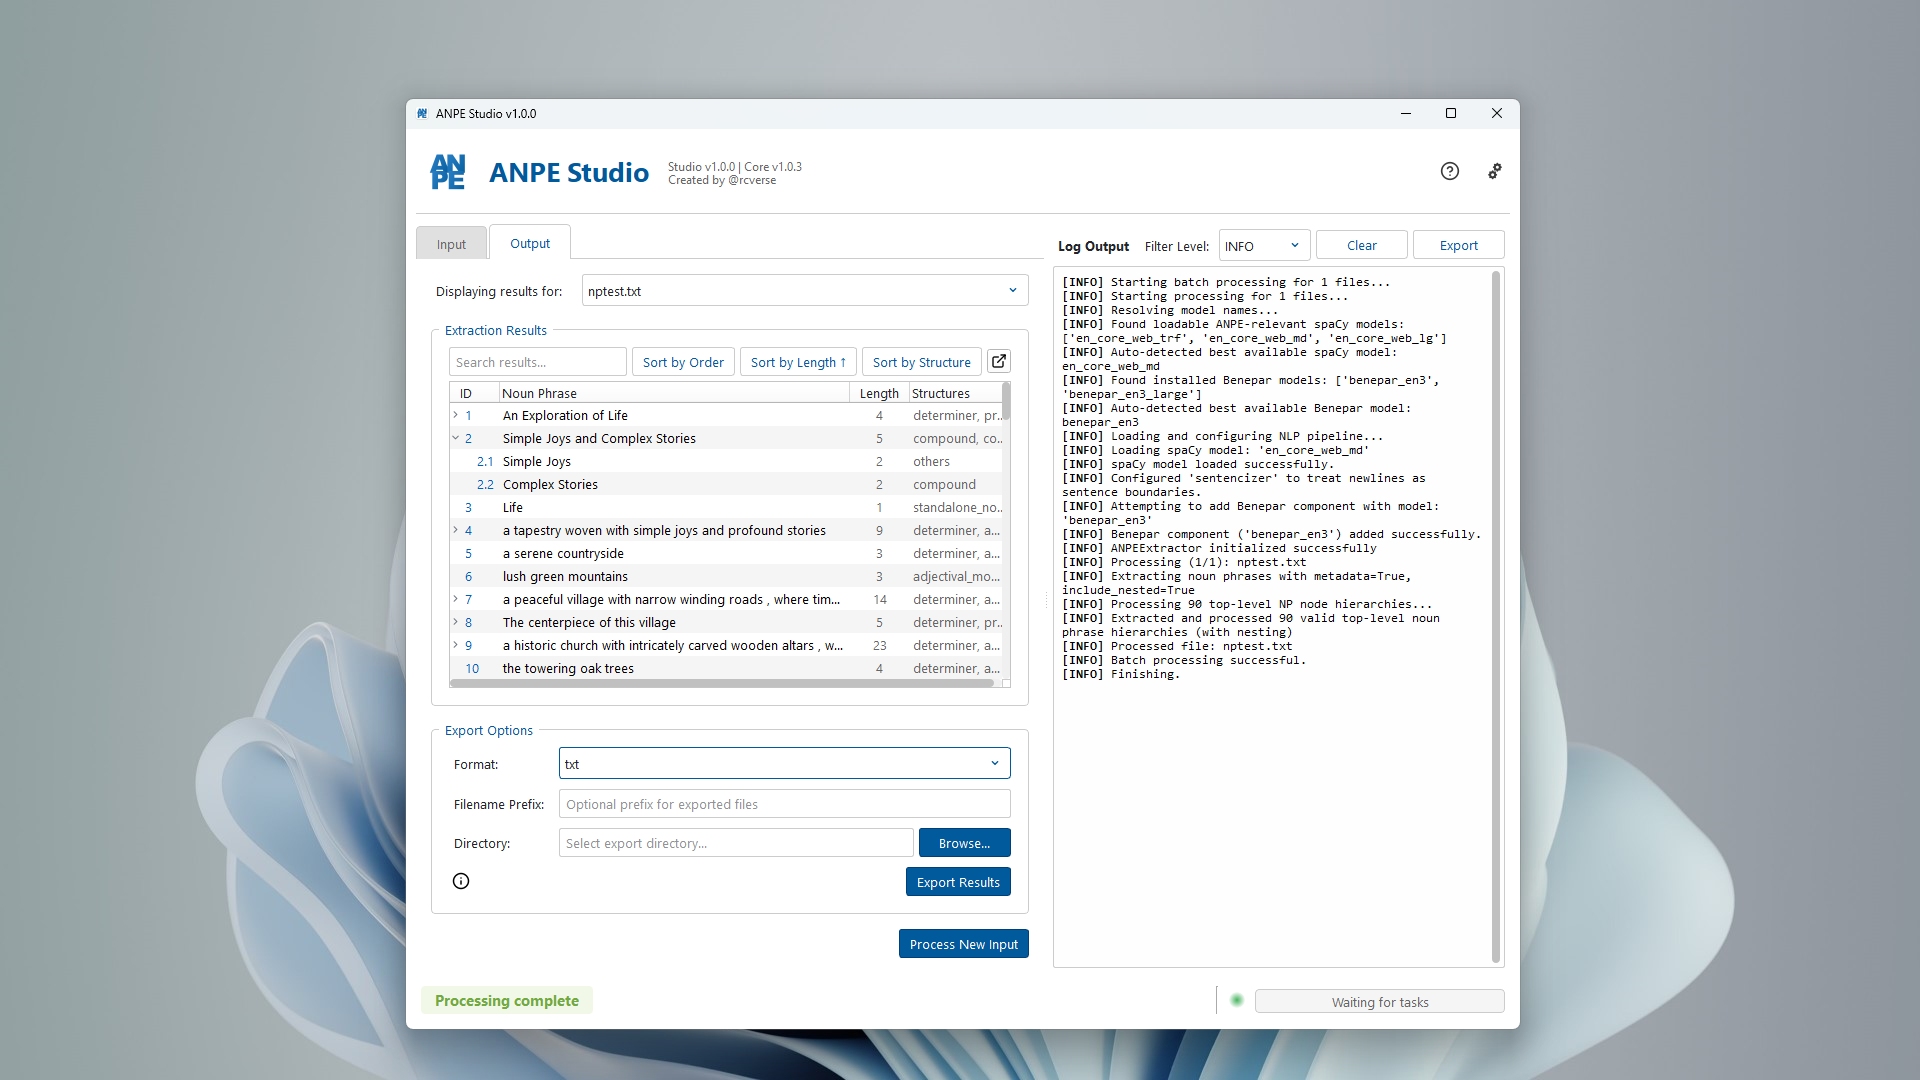 ANPE Studio v1.0.0
AN
PE
ANPE Studio
Studio v1.0.0 | Core v1.0.3
Created by @rcverse
Input
Output
Displaying results for:
nptest.txt
Extraction Results
Search results...
Sort by Order
Sort by Length ↑
Sort by Structure
ID Noun Phrase Length Structures
1 An Exploration of Life 4 determiner, pr...
2 Simple Joys and Complex Stories 5 compound, co...
2.1 Simple Joys 2 others
2.2 Complex Stories 2 compound
3 Life 1 standalone_no...
4 a tapestry woven with simple joys and profound stories 9 determiner, a...
5 a serene countryside 3 determiner, a...
6 lush green mountains 3 adjectival_mo...
7 a peaceful village with narrow winding roads , where tim... 14 determiner, a...
8 The centerpiece of this village 5 determiner, pr...
9 a historic church with intricately carved wooden altars , w... 23 determiner, a...
10 the towering oak trees 4 determiner, a...
Export Options
Format:
txt
Filename Prefix:
Optional prefix for exported files
Directory:
Select export directory...
Browse...
Export Results
Process New Input
Processing complete
Log Output
Filter Level:
INFO
Clear
Export
[INFO] Starting batch processing for 1 files...
[INFO] Starting processing for 1 files...
[INFO] Resolving model names...
[INFO] Found loadable ANPE-relevant spaCy models:
['en_core_web_trf', 'en_core_web_md', 'en_core_web_lg']
[INFO] Auto-detected best available spaCy model:
en_core_web_md
[INFO] Found installed Benepar models: ['benepar_en3',
'benepar_en3_large']
[INFO] Auto-detected best available Benepar model:
benepar_en3
[INFO] Loading and configuring NLP pipeline...
[INFO] Loading spaCy model: 'en_core_web_md'
[INFO] spaCy model loaded successfully.
[INFO] Configured 'sentencizer' to treat newlines as
sentence boundaries.
[INFO] Attempting to add Benepar component with model:
'benepar_en3'
[INFO] Benepar component ('benepar_en3') added successfully.
[INFO] ANPEExtractor initialized successfully
[INFO] Processing (1/1): nptest.txt
[INFO] Extracting noun phrases with metadata=True,
include_nested=True
[INFO] Processing 90 top-level NP node hierarchies...
[INFO] Extracted and processed 90 valid top-level noun
phrase hierarchies (with nesting)
[INFO] Processed file: nptest.txt
[INFO] Batch processing successful.
[INFO] Finishing.
Waiting for tasks